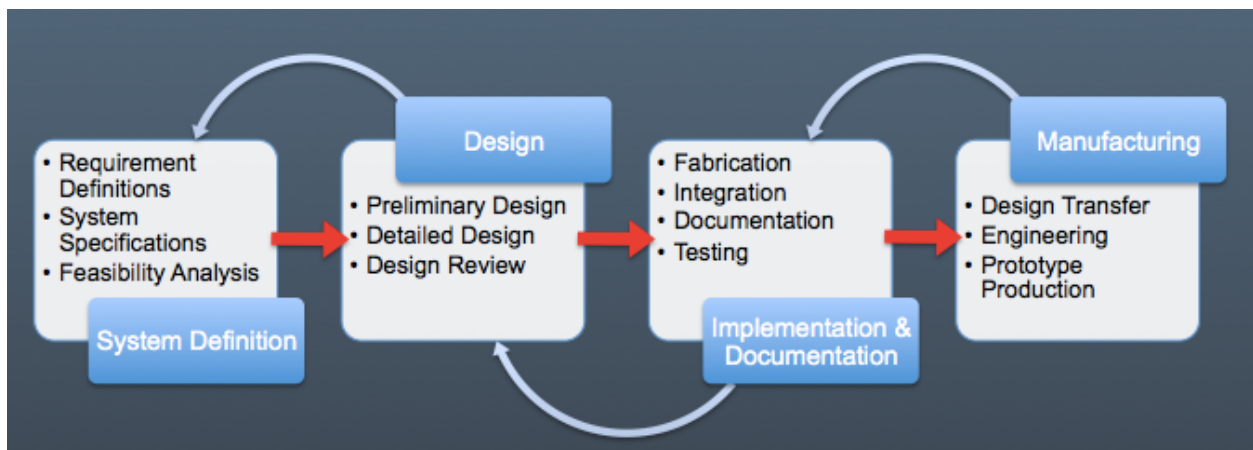 • Requirement
Definitions
• System
Specifications
• Feasibility Analysis
System Definition
Design
• Preliminary Design
• Detailed Design
• Design Review
• Fabrication
• Integration
• Documentation
• Testing
Implementation &
Documentation
Manufacturing
• Design Transfer
• Engineering
• Prototype
Production